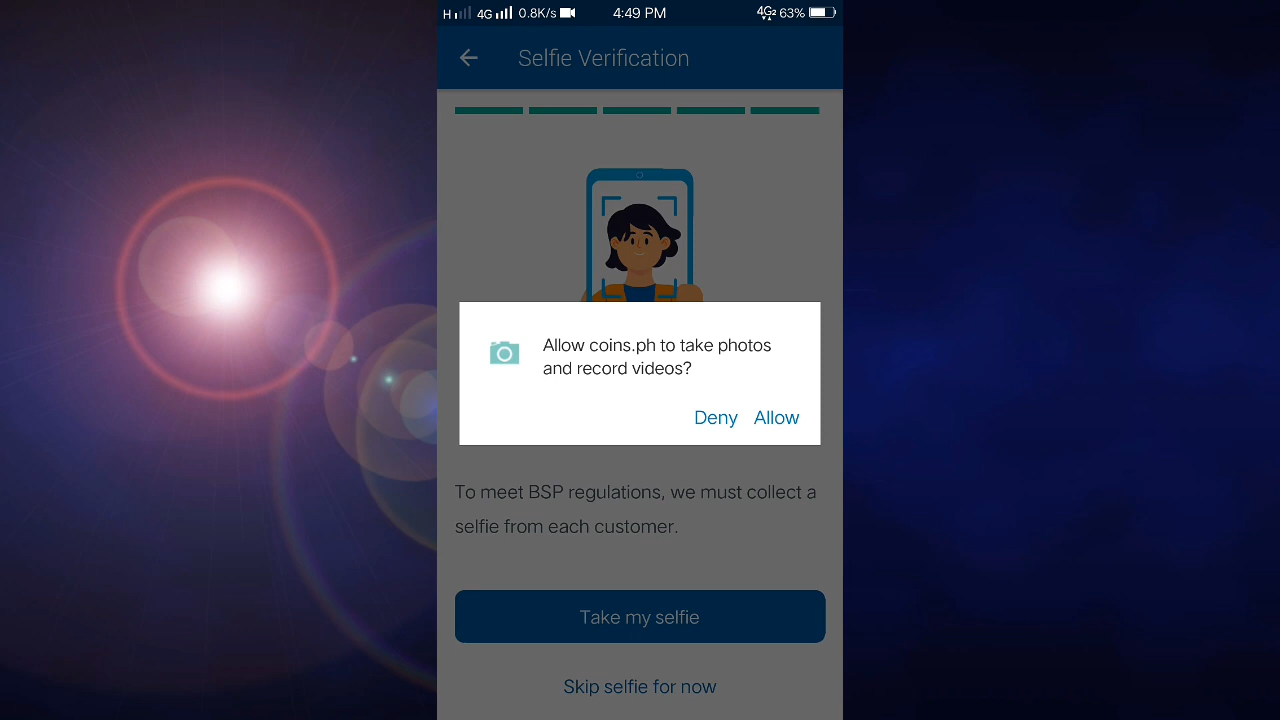 H 4G 0.8K/s 4:49 PM 4G2 63%
Selfie Verification
Allow coins.ph to take photos
and record videos?
Deny Allow
To meet BSP regulations, we must collect a
selfie from each customer.
Take my selfie
Skip selfie for now